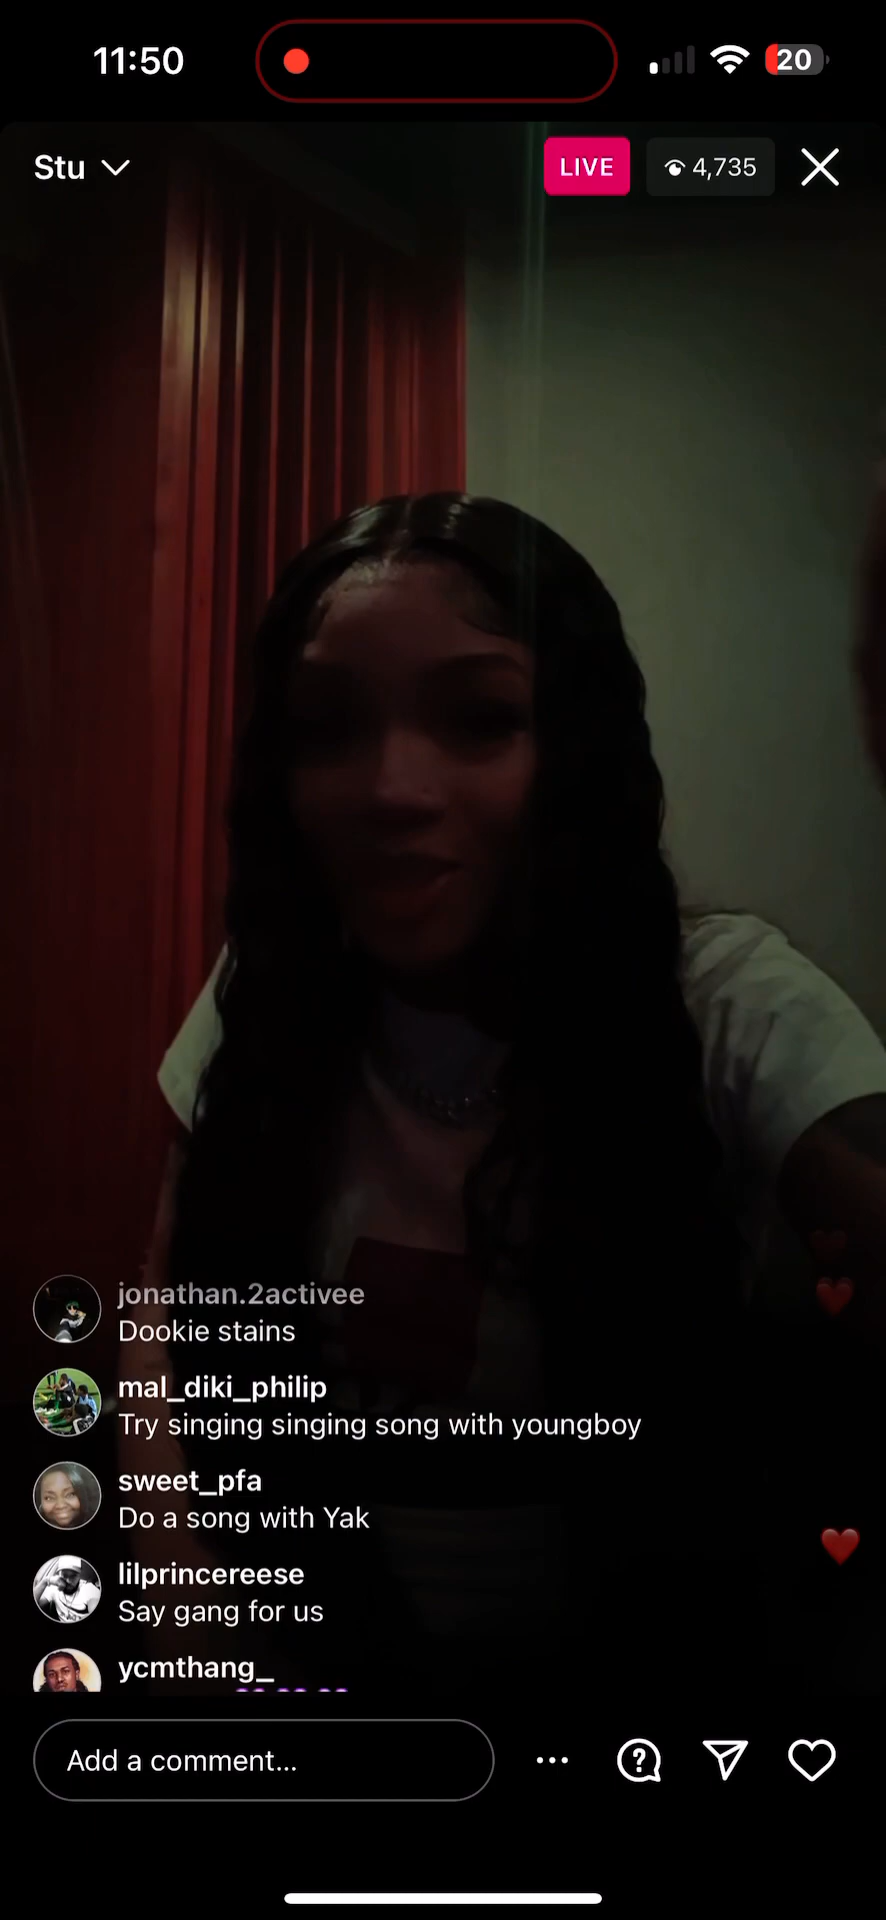 11:50
20
Stu
LIVE
4,735
jonathan.2activee
Dookie stains
mal_diki_philip
Try singing singing song with youngboy
sweet_pfa
Do a song with Yak
lilprincereese
Say gang for us
ycmthang_
Add a comment...